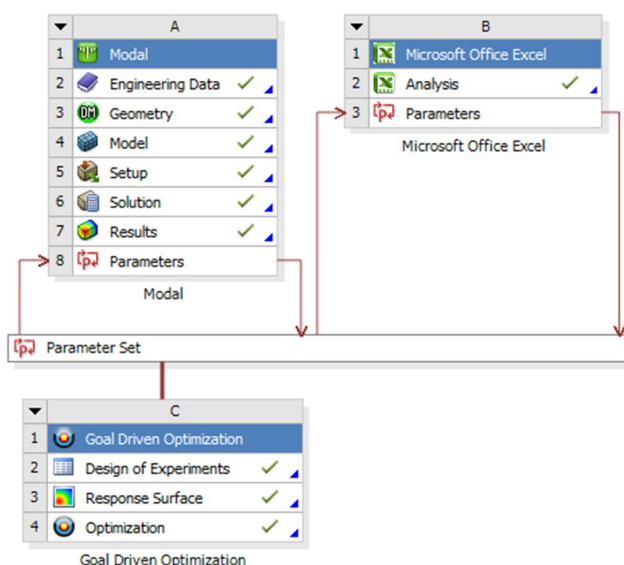 A
1 Modal
2 Engineering Data
3 DM Geometry
4 Model
5 Setup
6 Solution
7 Results
8 Parameters
Modal
B
1 Microsoft Office Excel
2 Analysis
3 Parameters
Microsoft Office Excel
Parameter Set
C
1 Goal Driven Optimization
2 Design of Experiments
3 Response Surface
4 Optimization
Goal Driven Optimization